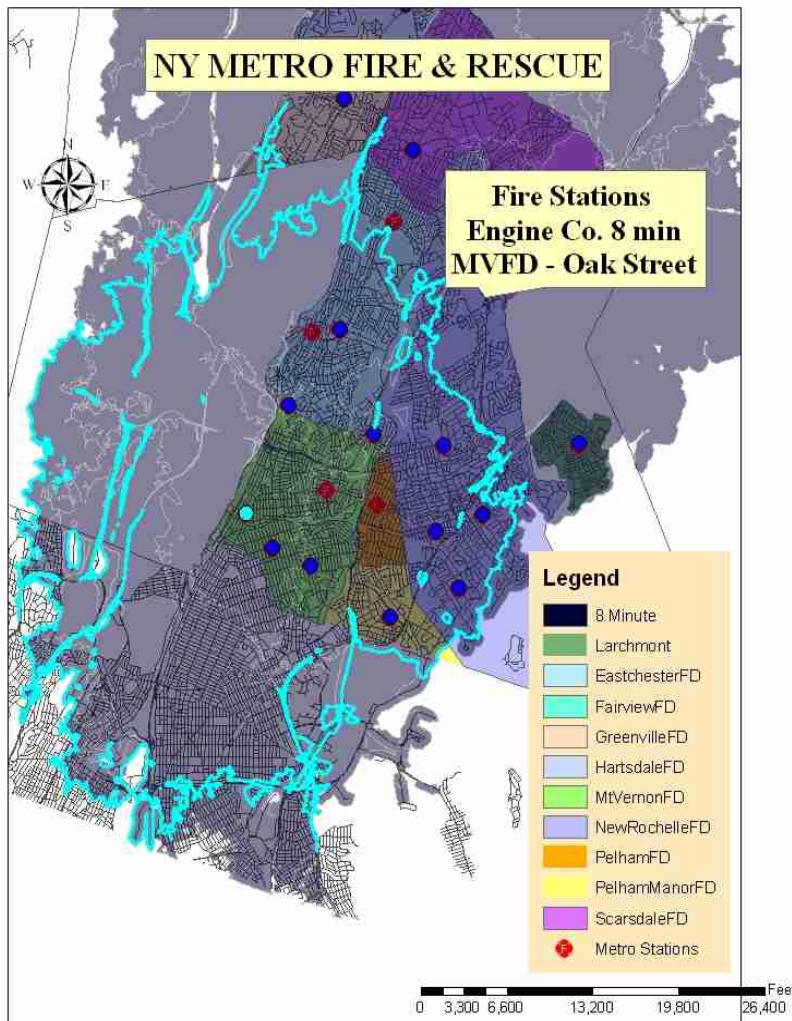 NY METRO FIRE & RESCUE
N
W E
S
Fire Stations
Engine Co. 8 min
MVFD - Oak Street
Legend
8 Minute
Larchmont
EastchesterFD
FairviewFD
GreenvilleFD
HartsdaleFD
MtVernonFD
NewRochelleFD
PelhamFD
PelhamManorFD
ScarsdaleFD
F Metro Stations
Feet
0 3,300 6,600 13,200 19,800 26,400